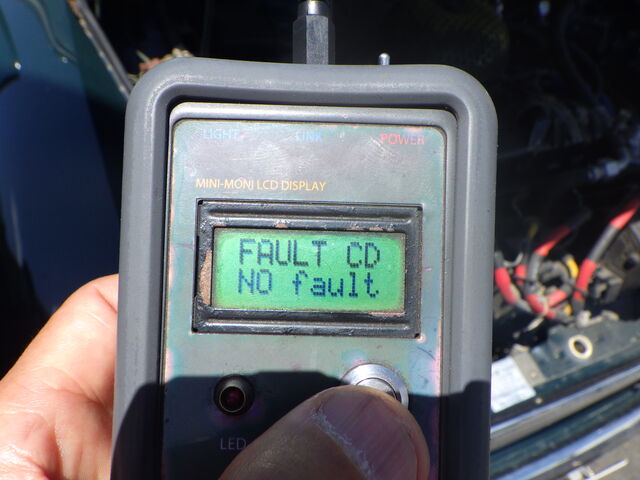 LIGHT LINK POWER
MINI-MONI LCD DISPLAY
FAULT CD
NO fault
LED